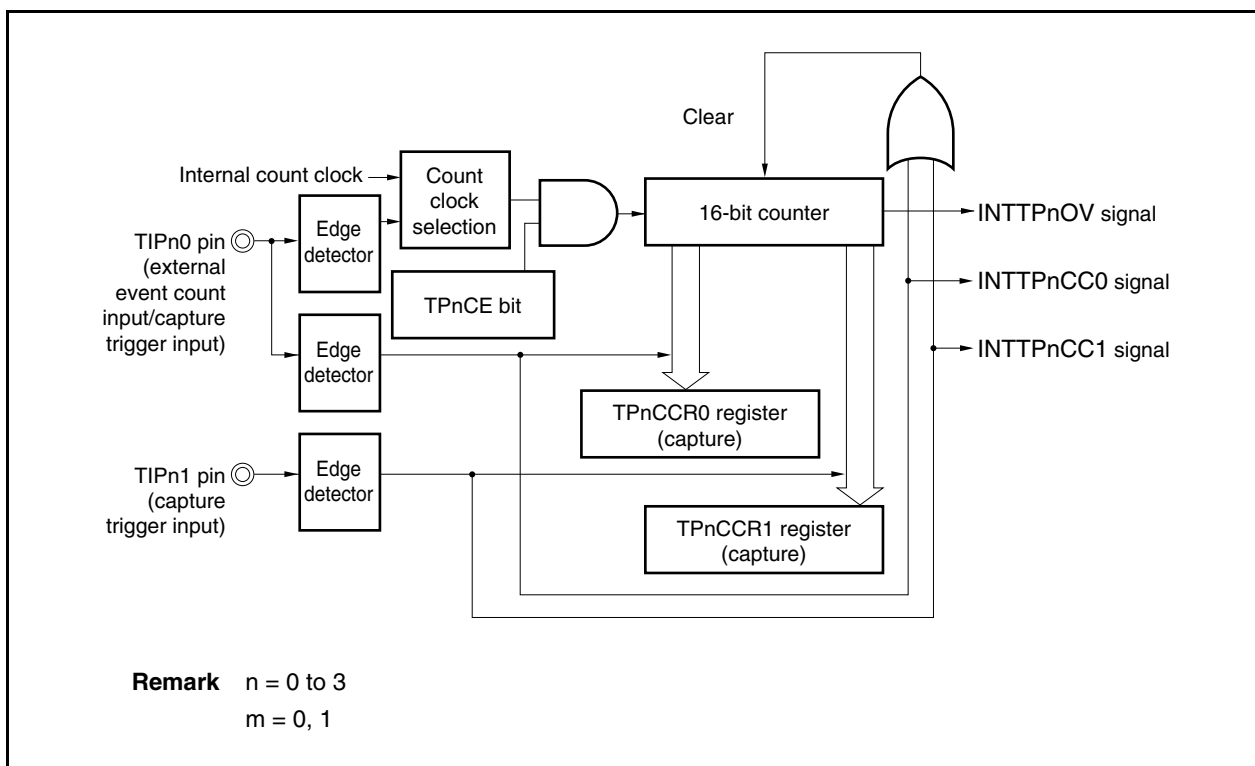 Clear
Internal count clock
Count
clock
selection
Edge
detector
16-bit counter
INTTPnOV signal
TIPn0 pin
(external
event count
input/capture
trigger input)
TPnCE bit
INTTPnCC0 signal
Edge
detector
INTTPnCC1 signal
TPnCCR0 register
(capture)
TIPn1 pin
(capture
trigger input)
Edge
detector
TPnCCR1 register
(capture)
Remark n = 0 to 3
m = 0, 1